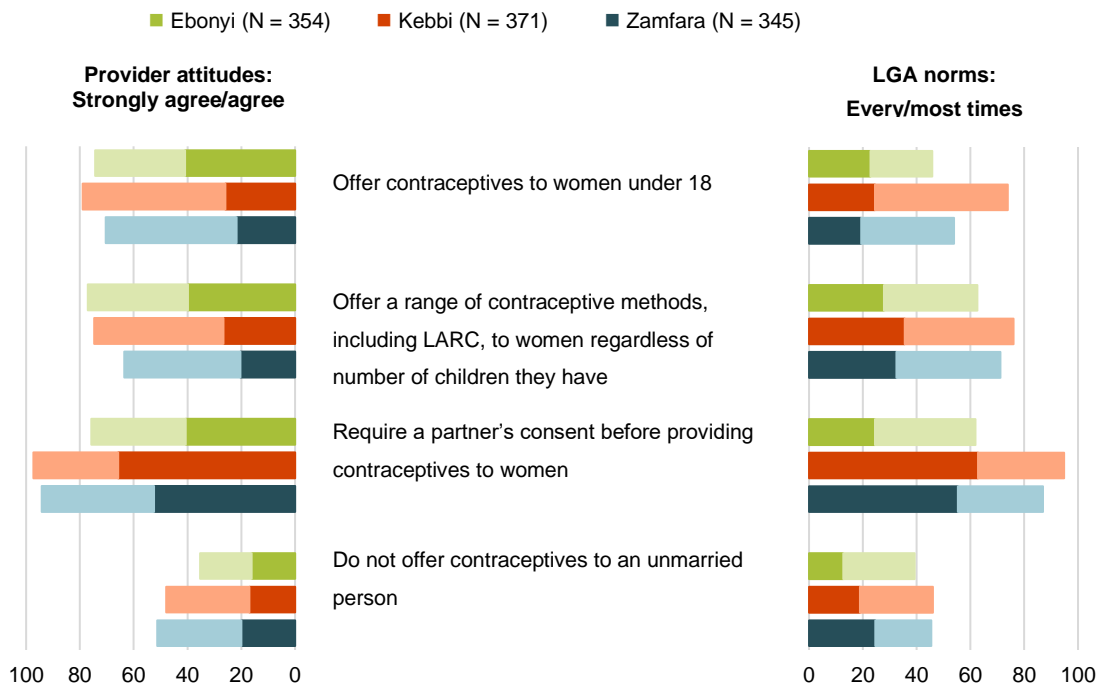 Ebonyi (N = 354) Kebbi (N = 371) Zamfara (N = 345)
Provider attitudes:
Strongly agree/agree
LGA norms:
Every/most times
Offer contraceptives to women under 18
Offer a range of contraceptive methods,
including LARC, to women regardless of
number of children they have
Require a partner’s consent before providing
contraceptives to women
Do not offer contraceptives to an unmarried
person
100 80 60 40 20 0
0 20 40 60 80 100